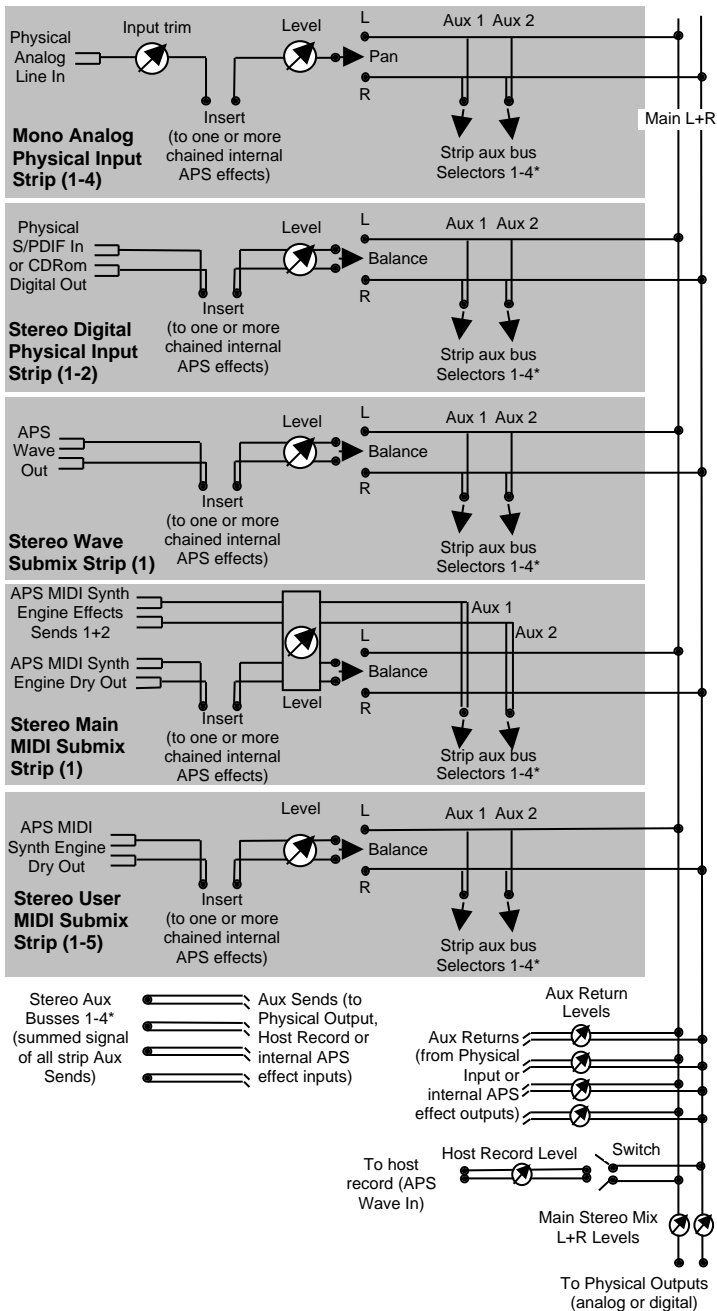 Input trim
Level
L
Aux 1 Aux 2
Physical
Analog
Line In
Pan
R
Main L+R
Insert
(to one or more
chained internal
APS effects)
Strip aux bus
Selectors 1-4*
Mono Analog
Physical Input
Strip (1-4)
Physical
S/PDIF In
or CDRom
Digital Out
Level
L
Aux 1 Aux 2
Balance
R
Insert
(to one or more
chained internal
APS effects)
Strip aux bus
Selectors 1-4*
Stereo Digital
Physical Input
Strip (1-2)
APS
Wave
Out
Level
L
Aux 1 Aux 2
Balance
R
Insert
(to one or more
chained internal
APS effects)
Strip aux bus
Selectors 1-4*
Stereo Wave
Submix Strip (1)
APS MIDI Synth
Engine Effects
Sends 1+2
Aux 1
Aux 2
L
APS MIDI Synth
Engine Dry Out
Balance
Level
R
Insert
(to one or more
chained internal
APS effects)
Strip aux bus
Selectors 1-4*
Stereo Main
MIDI Submix
Strip (1)
APS MIDI
Synth Engine
Dry Out
Level
L
Aux 1 Aux 2
Balance
R
Insert
(to one or more
chained internal
APS effects)
Strip aux bus
Selectors 1-4*
Stereo User
MIDI Submix
Strip (1-5)
Stereo Aux
Busses 1-4*
(summed signal
of all strip Aux
Sends)
Aux Sends (to
Physical Output,
Host Record or
internal APS
effect inputs)
Aux Return
Levels
Aux Returns
(from Physical
Input or
internal APS
effect outputs)
To host
record (APS
Wave In)
Host Record Level
Switch
Main Stereo Mix
L+R Levels
To Physical Outputs
(analog or digital)